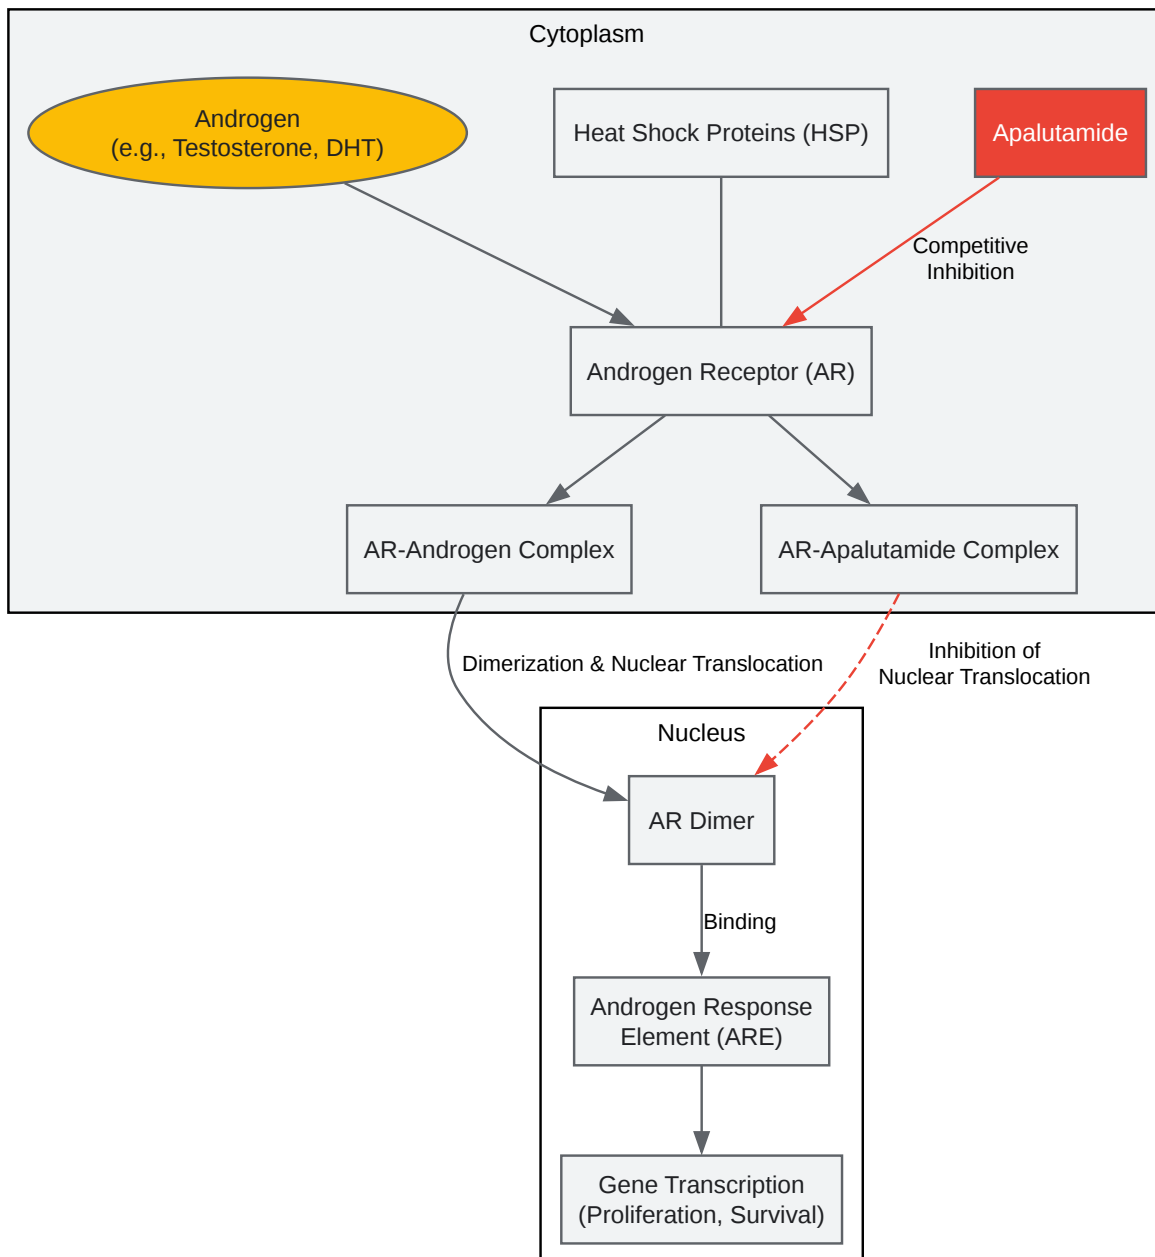 Cytoplasm
Androgen
(e.g., Testosterone, DHT)
Heat Shock Proteins (HSP)
Apalutamide
Competitive
Inhibition
Androgen Receptor (AR)
AR-Androgen Complex
AR-Apalutamide Complex
Dimerization & Nuclear Translocation
Inhibition of
Nuclear Translocation
Nucleus
AR Dimer
Binding
Androgen Response
Element (ARE)
Gene Transcription
(Proliferation, Survival)